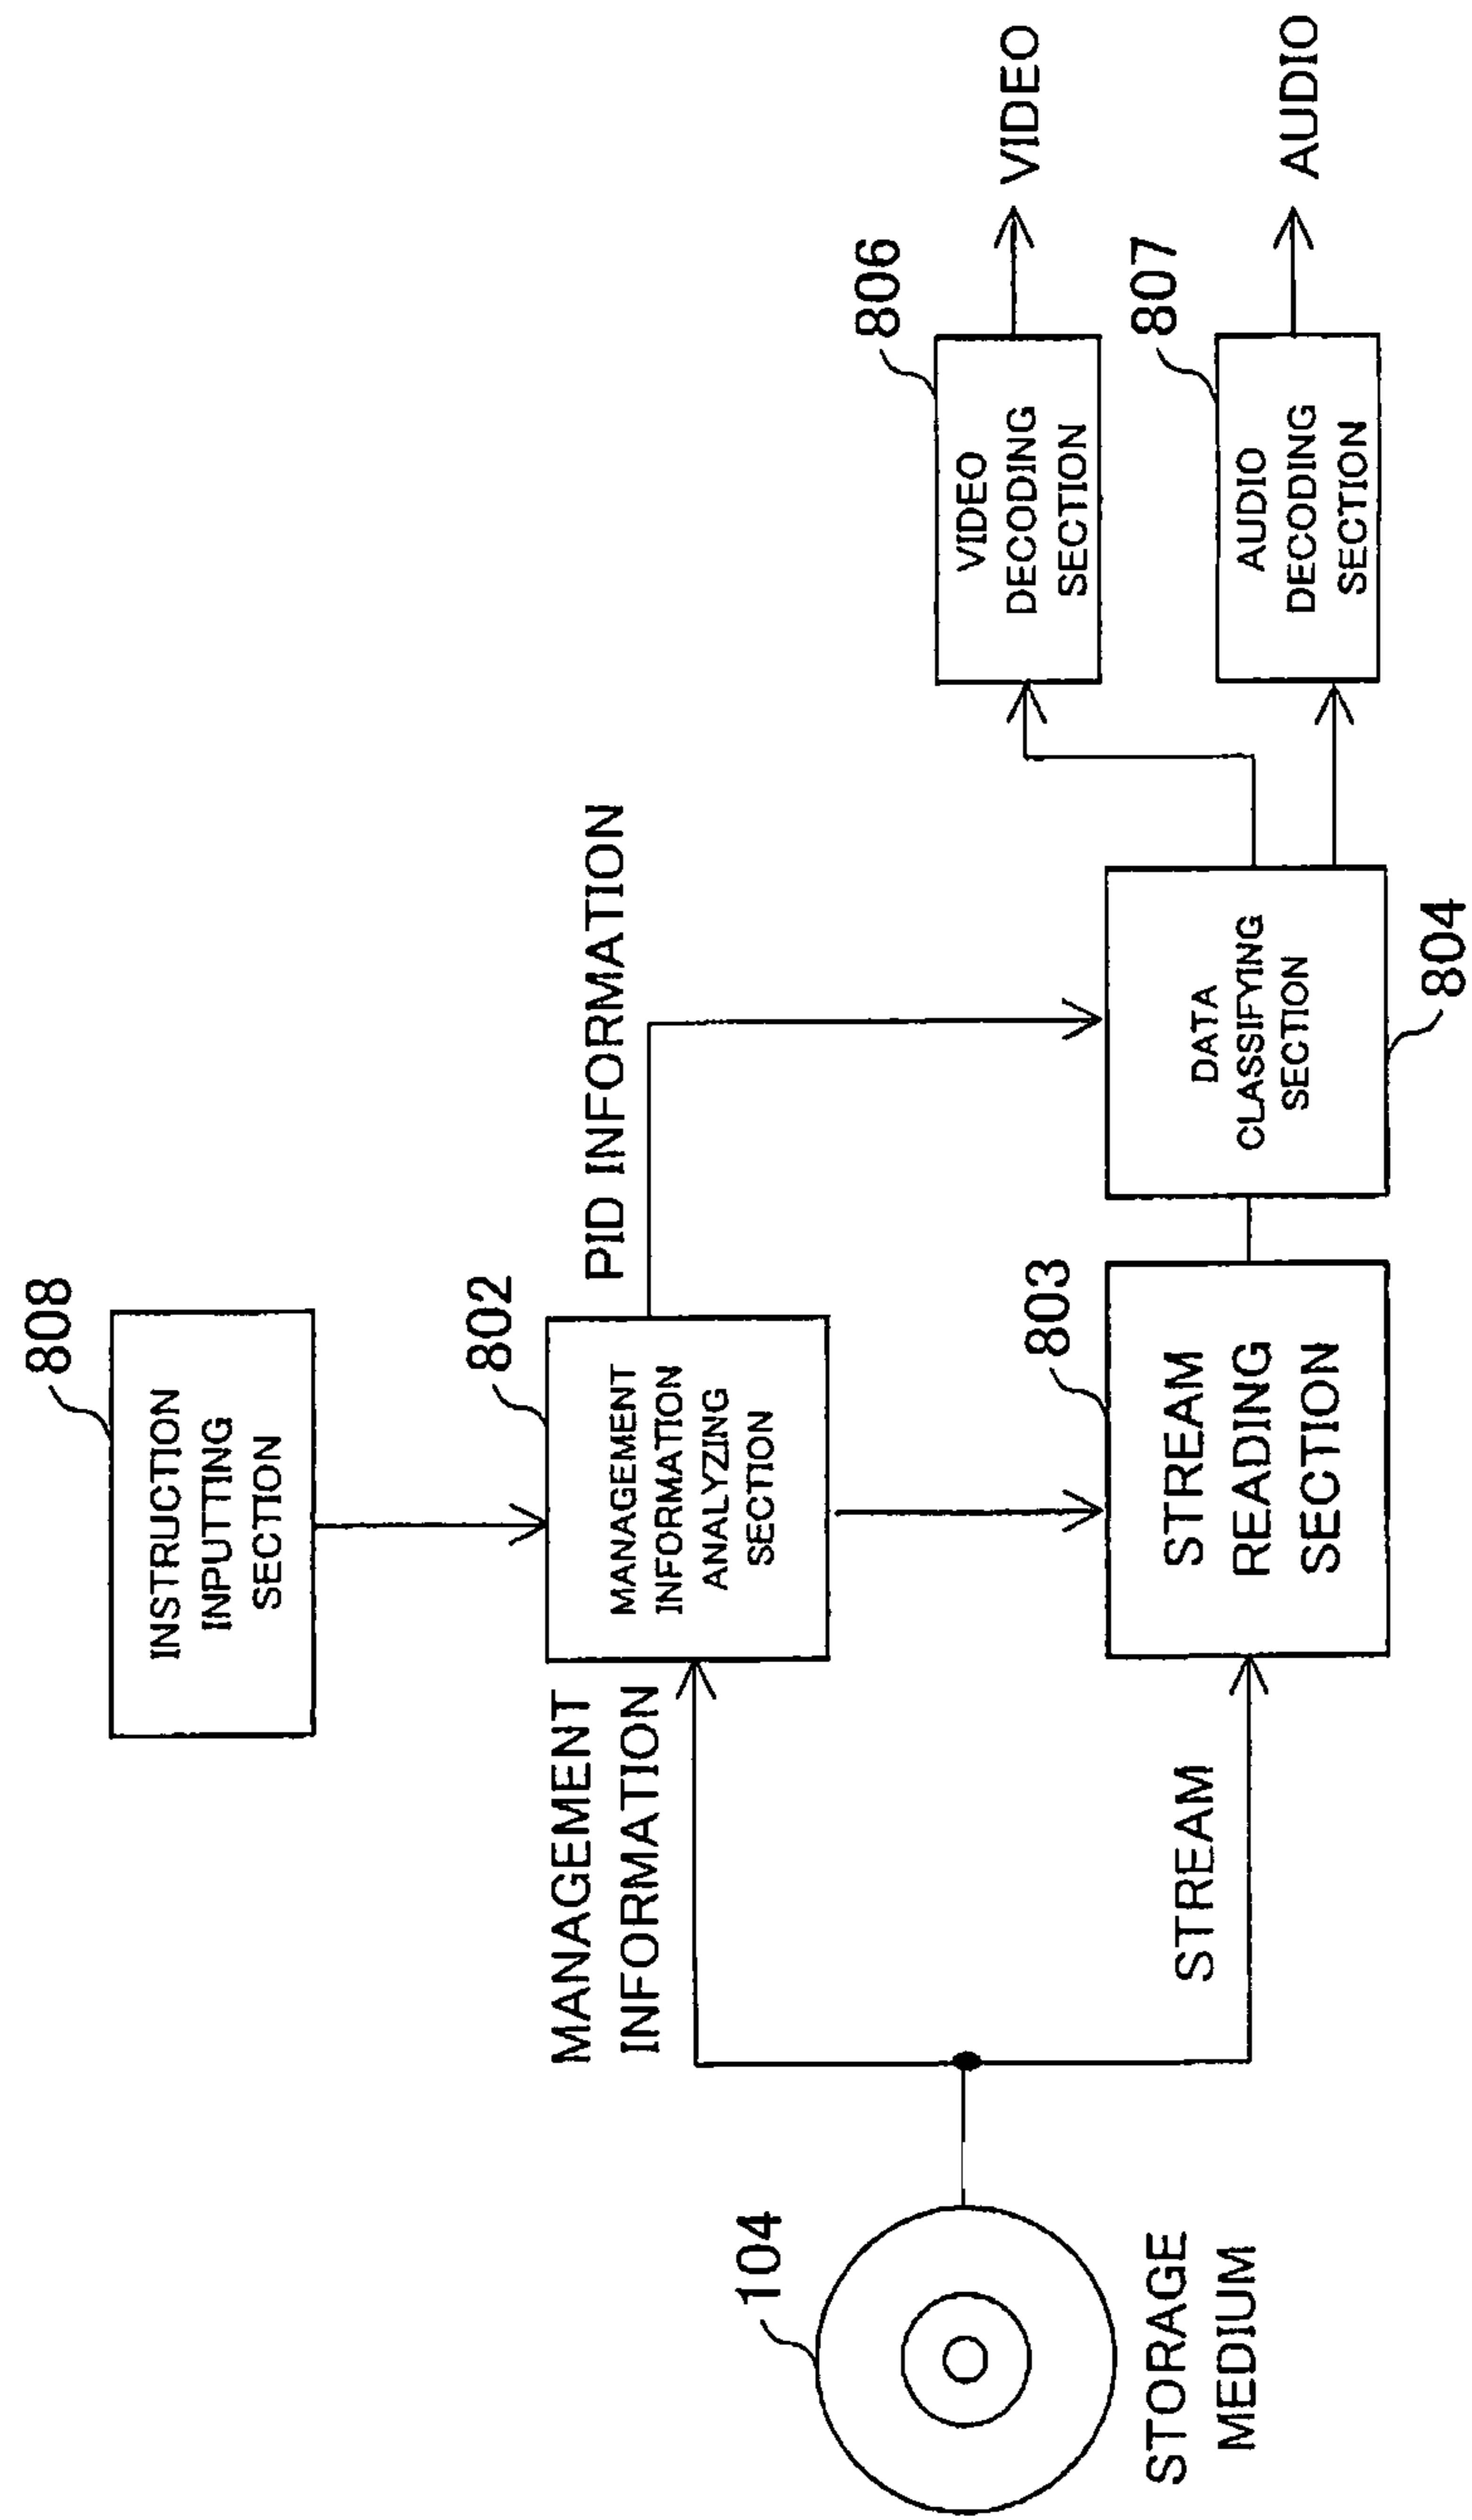 808
INSTRUCTION
INPUTTING
SECTION
802
MANAGEMENT
INFORMATION
PID INFORMATION
MANAGEMENT
INFORMATION
ANALYZING
SECTION
104
STORAGE
MEDIUM
STREAM
803
STREAM
READING
SECTION
DATA
CLASSIFYING
SECTION
804
806
VIDEO
DECODING
SECTION
VIDEO
807
AUDIO
DECODING
SECTION
AUDIO